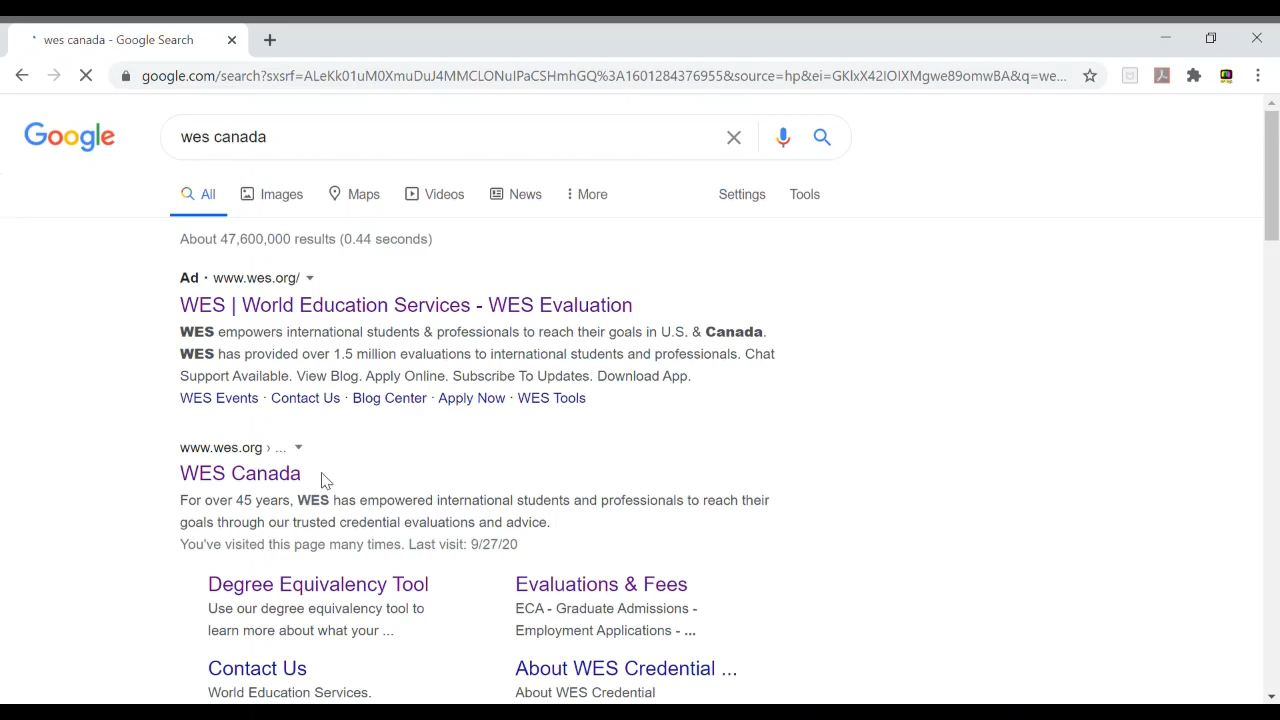 wes canada - Google Search
google.com/search?sxsrf=ALeKk01uM0XmuDU4MMCLONuIPaCSHmhGQ%3A1601284376955&source=hp&ei=GKlxX42IOIXMgwe89omwBA&q=we...
Google
wes canada
All Images Maps Videos News More Settings Tools
About 47,600,000 results (0.44 seconds)
Ad · www.wes.org/
WES | World Education Services - WES Evaluation
WES empowers international students & professionals to reach their goals in U.S. & Canada.
WES has provided over 1.5 million evaluations to international students and professionals. Chat
Support Available. View Blog. Apply Online. Subscribe To Updates. Download App.
WES Events · Contact Us · Blog Center · Apply Now · WES Tools
www.wes.org › ...
WES Canada
For over 45 years, WES has empowered international students and professionals to reach their
goals through our trusted credential evaluations and advice.
You've visited this page many times. Last visit: 9/27/20
Degree Equivalency Tool
Use our degree equivalency tool to
learn more about what your ...
Evaluations & Fees
ECA - Graduate Admissions -
Employment Applications - ...
Contact Us
World Education Services.
About WES Credential ...
About WES Credential